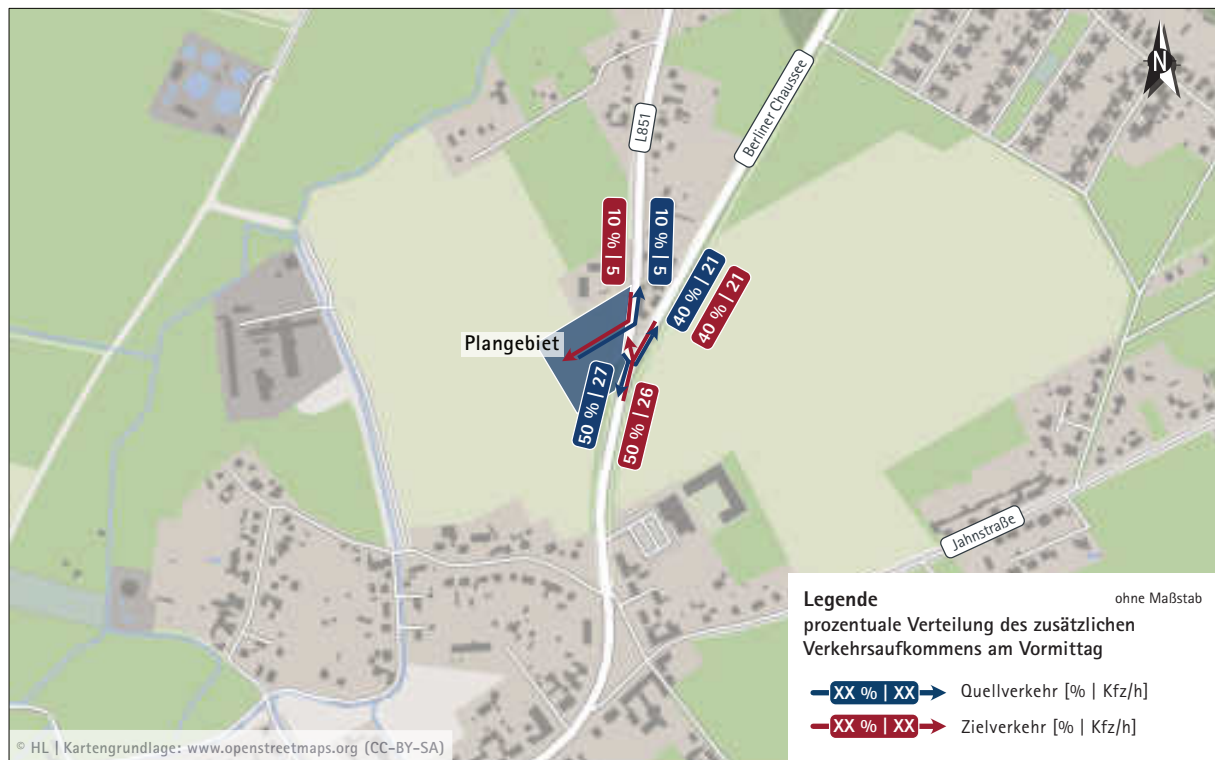 N
L851
Berliner Chaussee
10 % | 5
10 % | 5
40 % | 21
40 % | 21
Plangebiet
50 % | 27
50 % | 26
Jahnstraße
Legende
ohne Maßstab
prozentuale Verteilung des zusätzlichen
Verkehrsaufkommens am Vormittag
XX % | XX
Quellverkehr [% | Kfz/h]
XX % | XX
Zielverkehr [% | Kfz/h]
© HL | Kartengrundlage: www.openstreetmaps.org (CC-BY-SA)